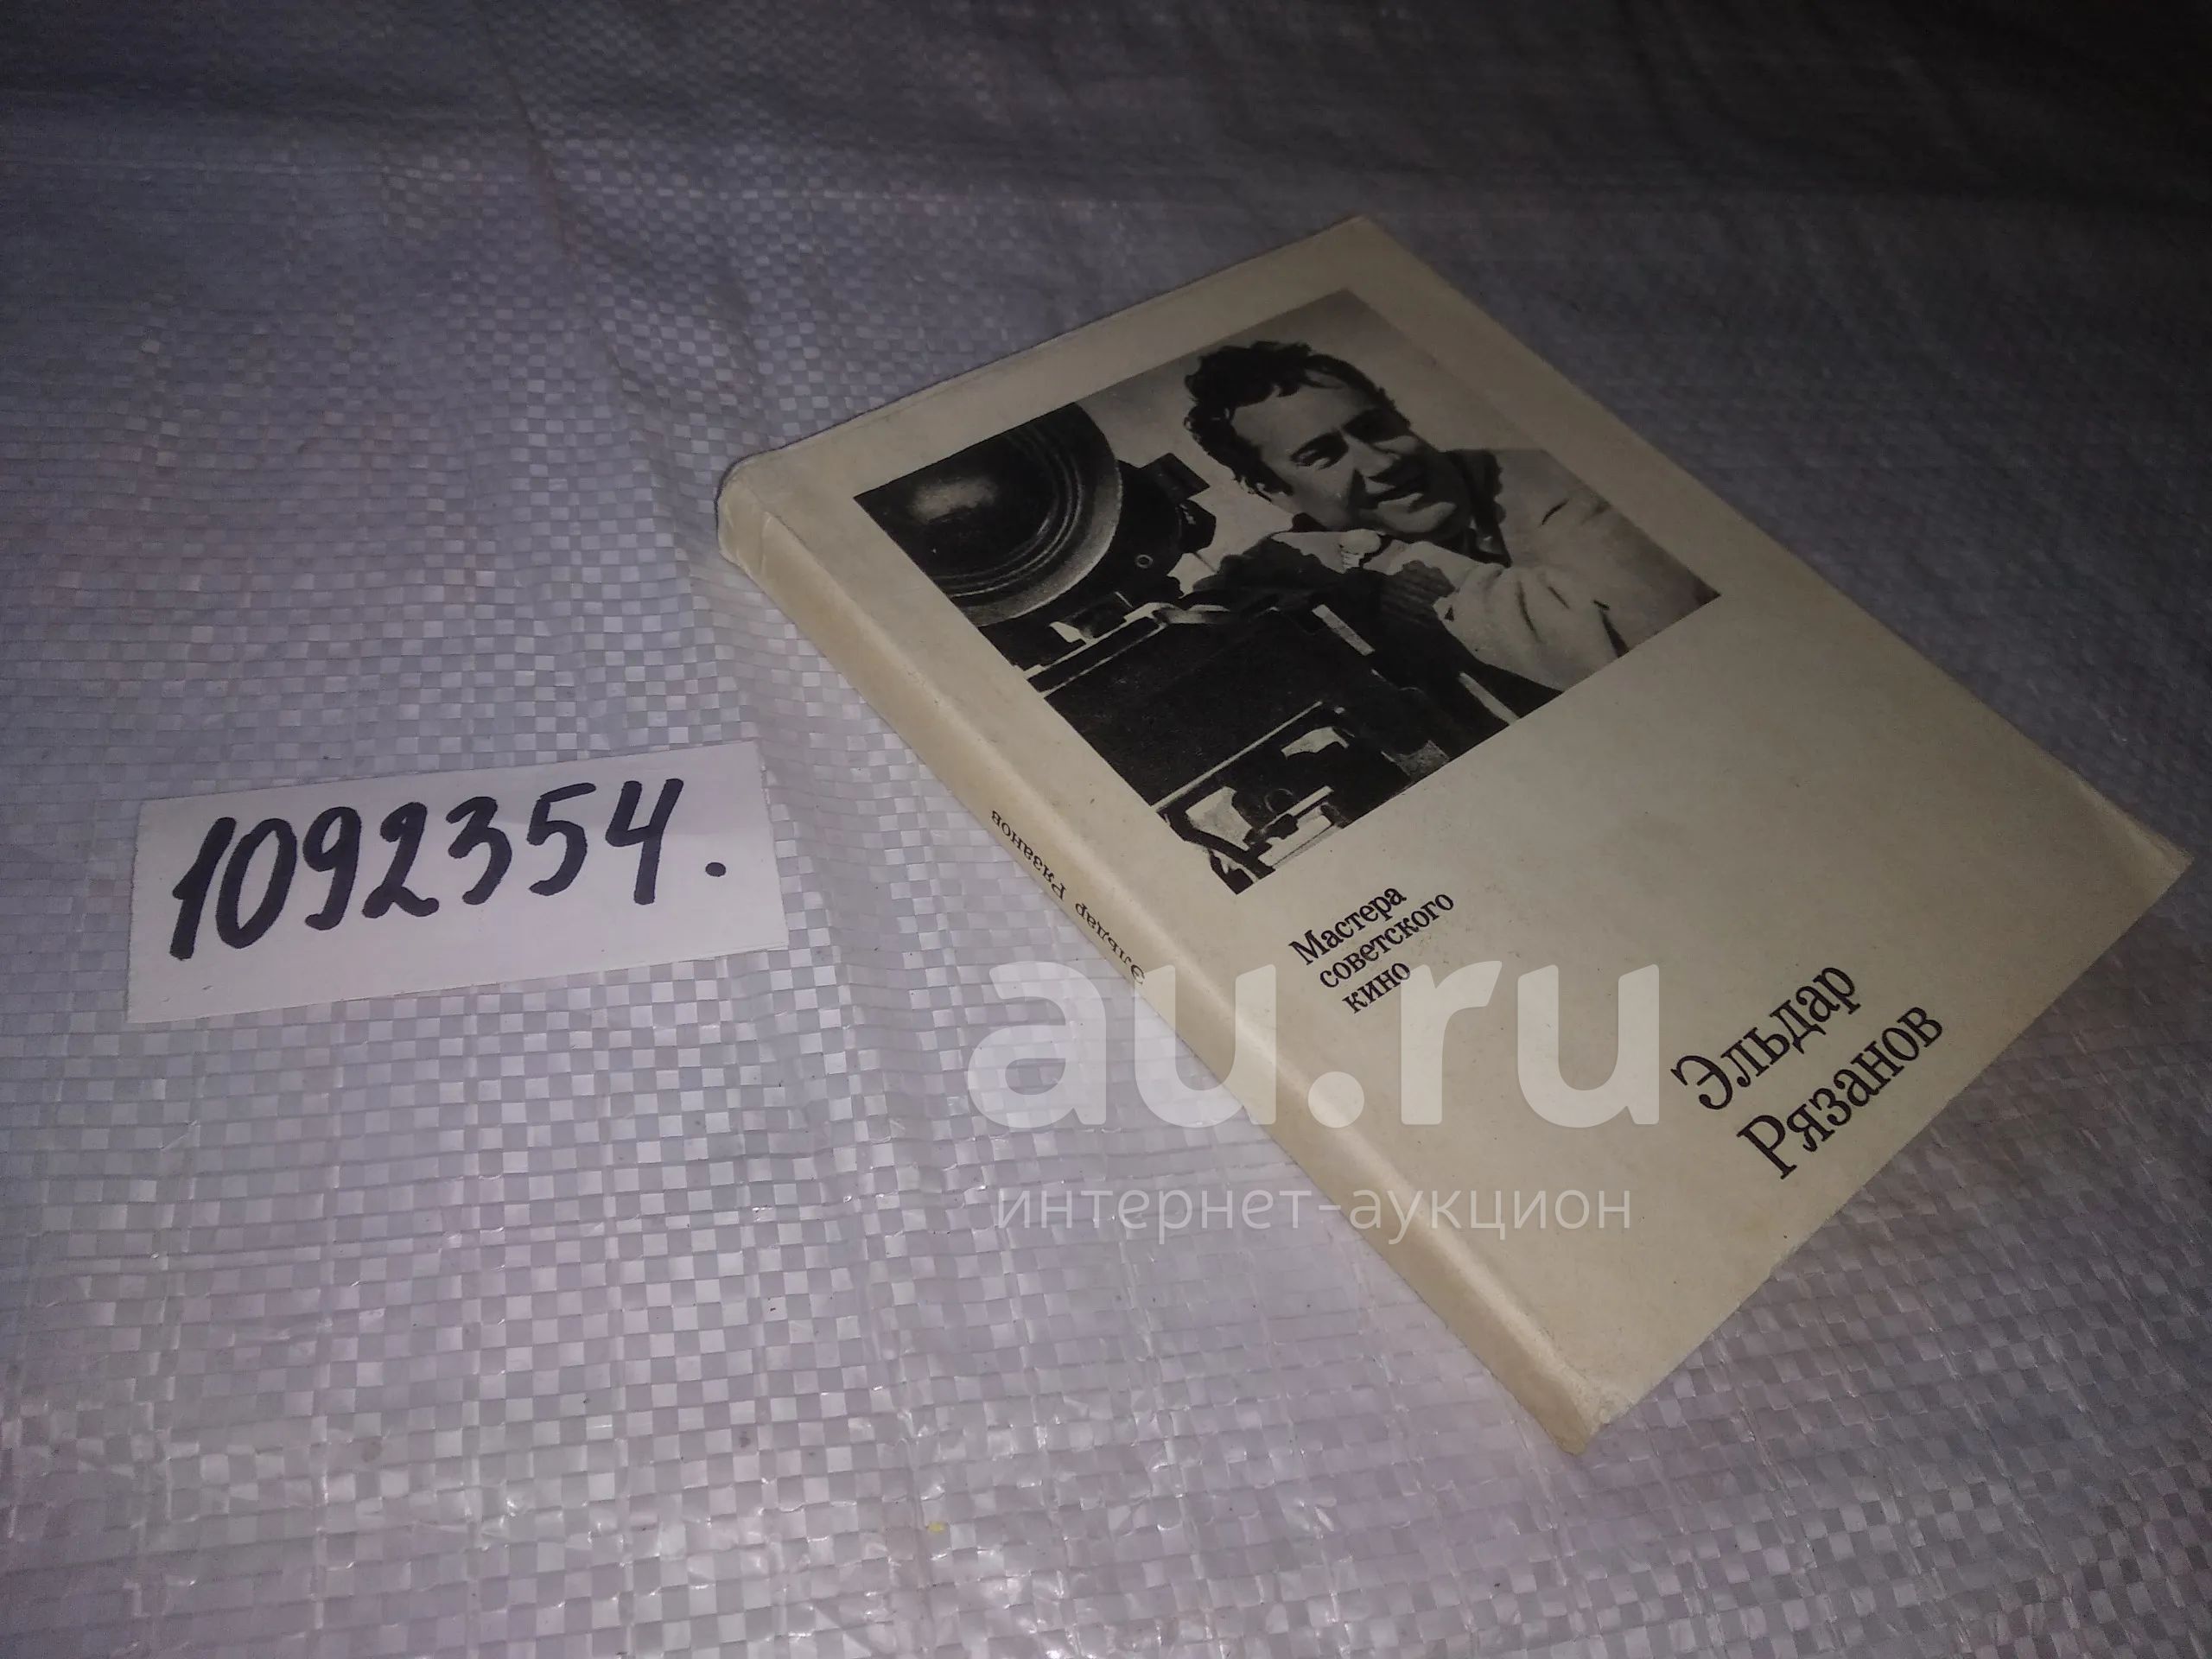 1092354.
Эльдар Рязанов
Мастера
советского
кино
Эльдар
Рязанов
au.ru
интернет-аукцион